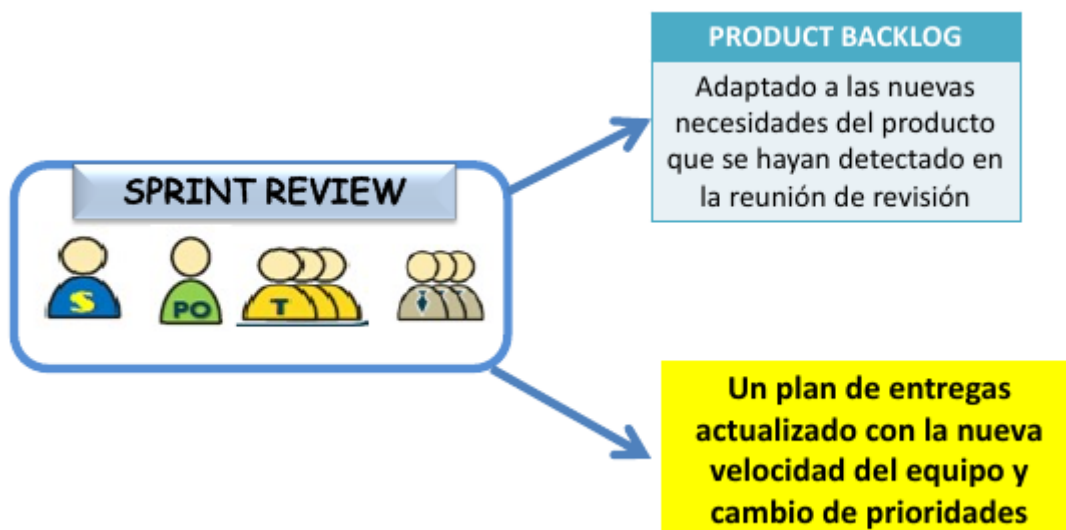 PRODUCT BACKLOG
Adaptado a las nuevas
necesidades del producto
que se hayan detectado en
la reunión de revisión
SPRINT REVIEW
S
PO
T
Un plan de entregas
actualizado con la nueva
velocidad del equipo y
cambio de prioridades